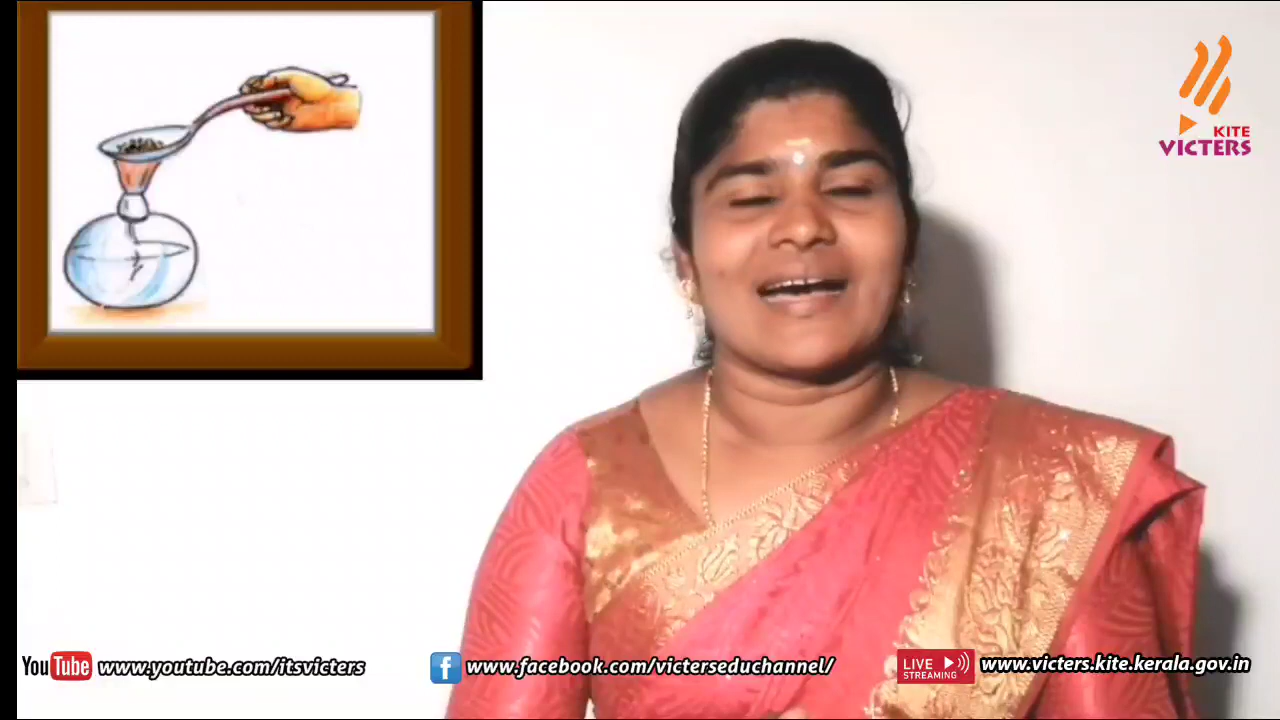 KITE
VICTERS
You Tube www.youtube.com/itsvicters
f www.facebook.com/victerseduchannel/
LIVE
STREAMING
www.victers.kite.kerala.gov.in